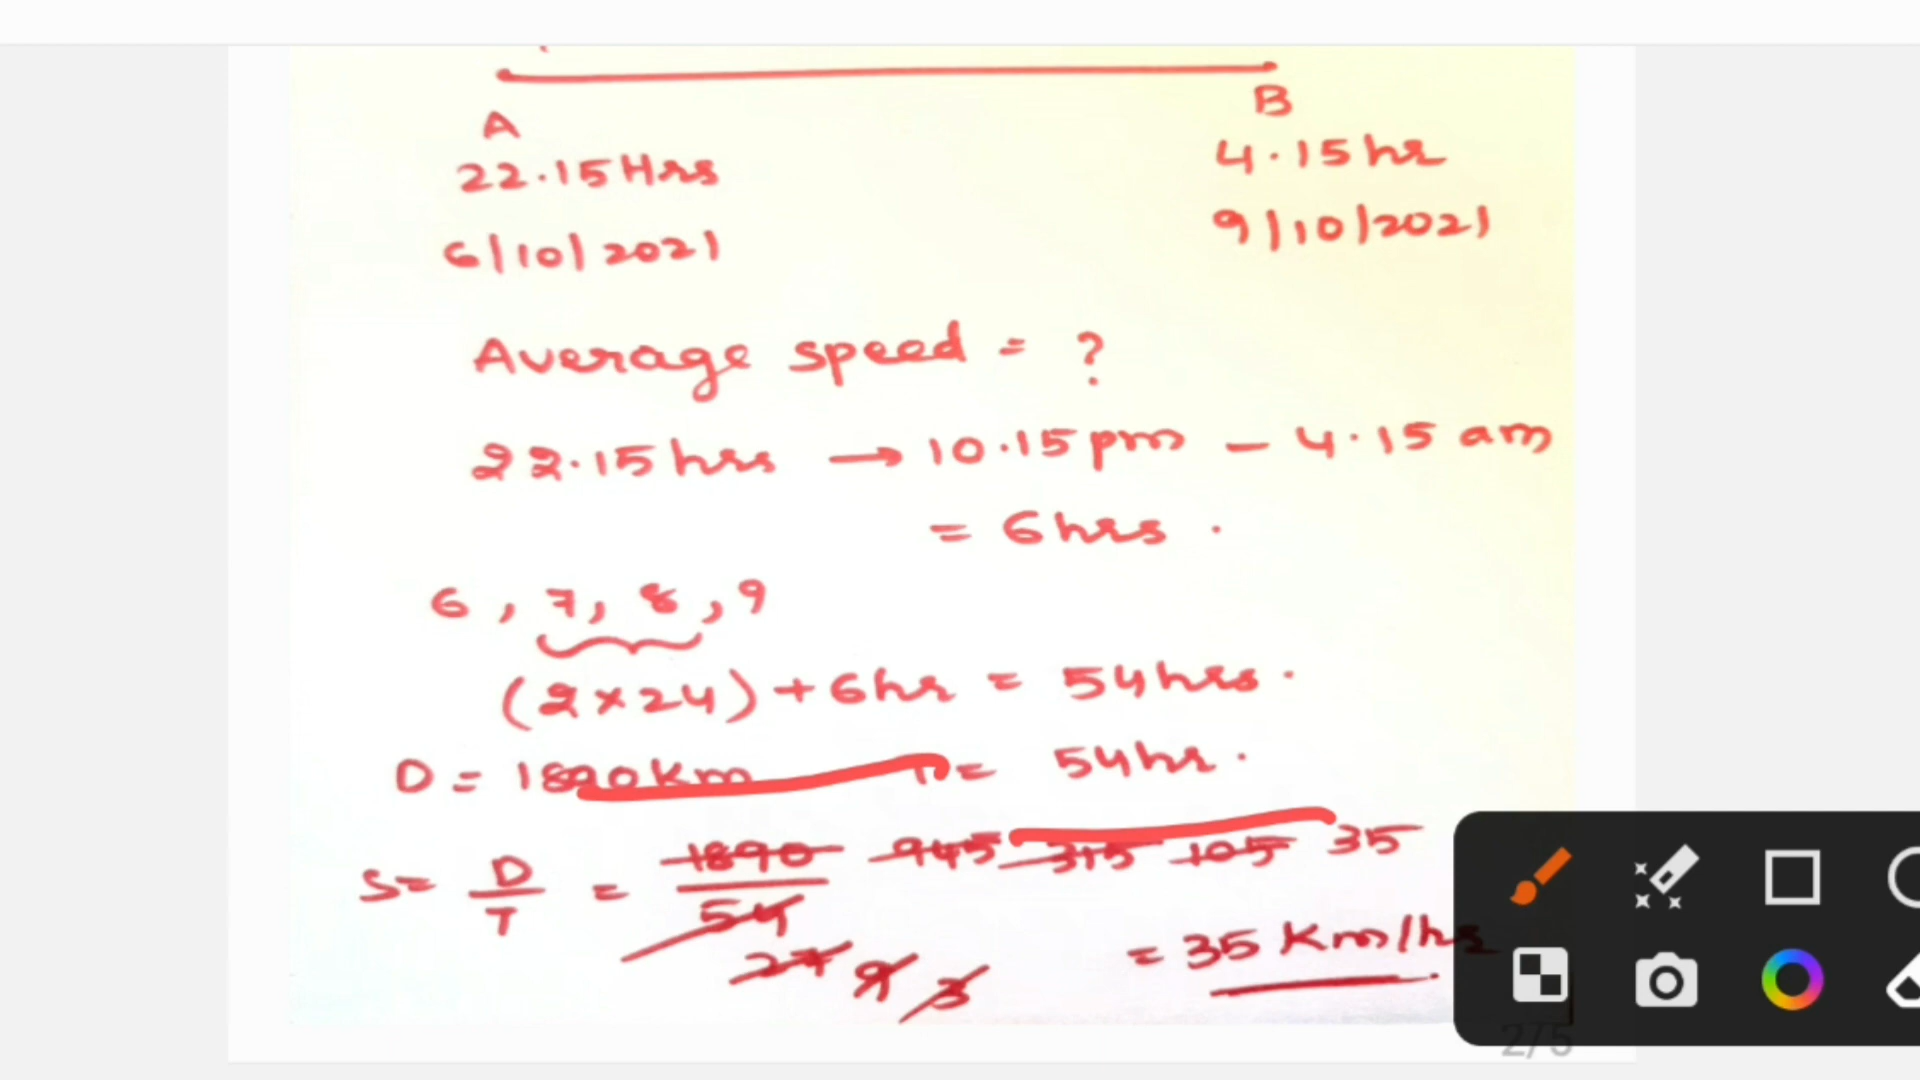 A B
22.15 Hrs 4.15 hr
6/10/2021 9/10/2021
Average speed = ?
22.15 hrs → 10.15 pm – 4.15 am
= 6 hrs .
6 , 7, 8 , 9
(2 x 24) + 6 hr = 54 hrs.
D = 1890 km = 54 hr.
S = D/T = 1890/54 945 315 105 35
27 9 3
= 35 Km/hr
2/5